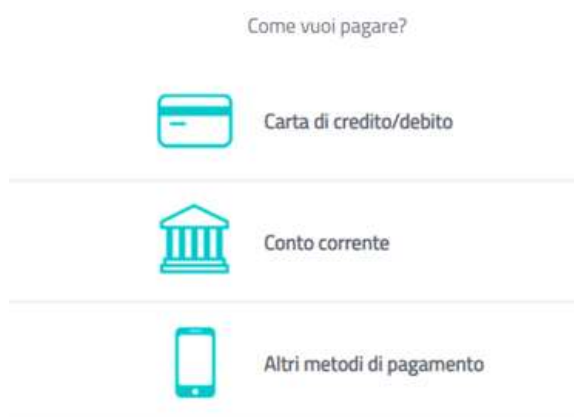 Come vuoi pagare?
Carta di credito/debito
Conto corrente
Altri metodi di pagamento